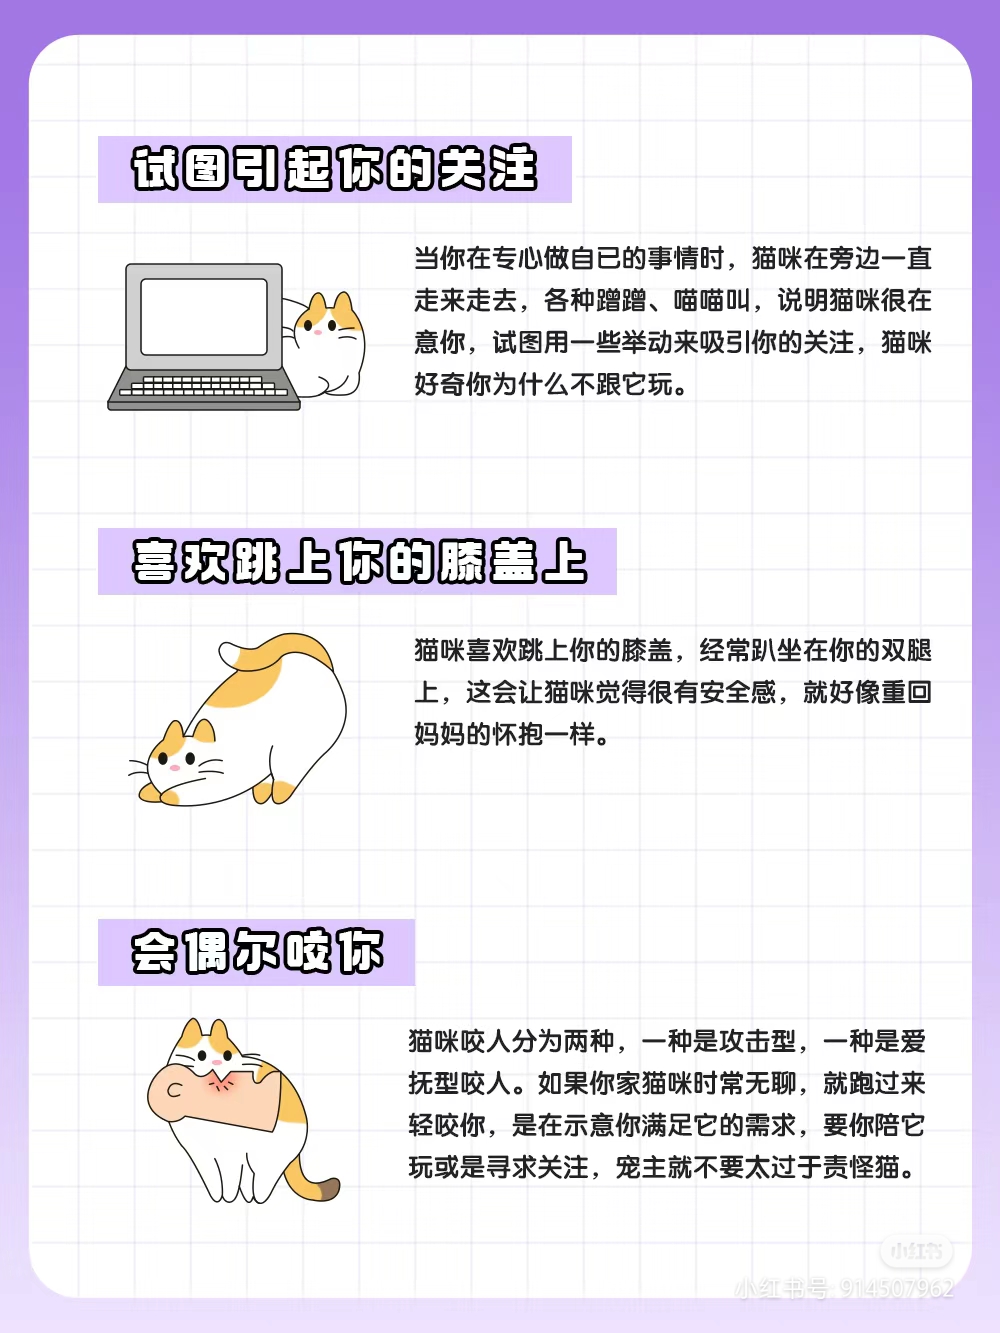 试图引起你的关注
当你在专心做自已的事情时，猫咪在旁边一直
走来走去，各种蹭蹭、喵喵叫，说明猫咪很在
意你，试图用一些举动来吸引你的关注，猫咪
好奇你为什么不跟它玩。
喜欢跳上你的膝盖上
猫咪喜欢跳上你的膝盖，经常趴坐在你的双腿
上，这会让猫咪觉得很有安全感，就好像重回
妈妈的怀抱一样。
会偶尔咬你
猫咪咬人分为两种，一种是攻击型，一种是爱
抚型咬人。如果你家猫咪时常无聊，就跑过来
轻咬你，是在示意你满足它的需求，要你陪它
玩或是寻求关注，宠主就不要太过于责怪猫。
小红书
小红书号: 914507962